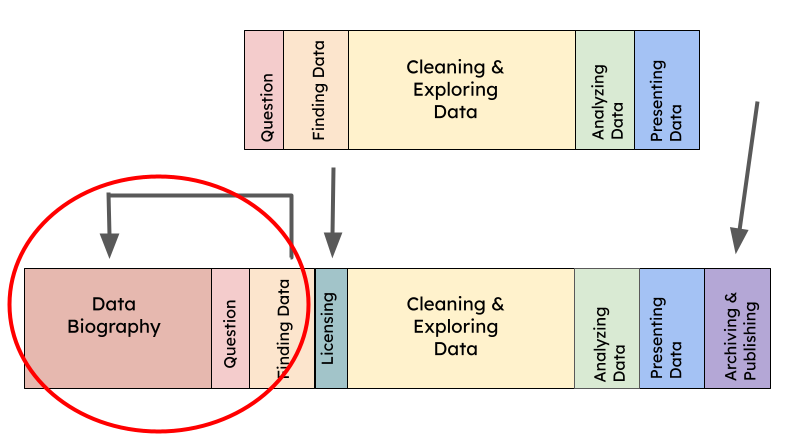 Question
Finding Data
Cleaning &
Exploring
Data
Analyzing
Data
Presenting
Data
Data
Biography
Question
Finding Data
Licensing
Cleaning &
Exploring
Data
Analyzing
Data
Presenting
Data
Archiving &
Publishing